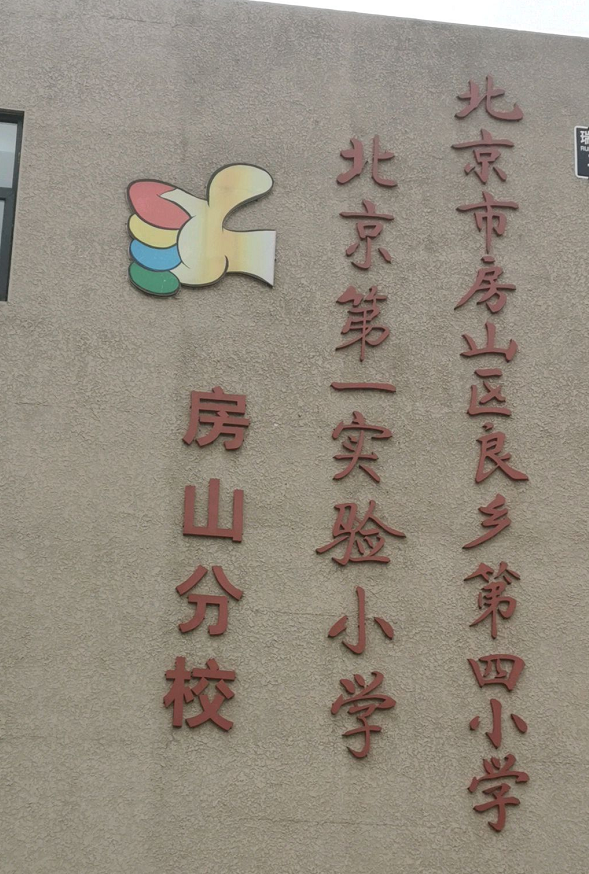 北京市房山区良乡第四小学
北京第一实验小学
房山分校
瑞